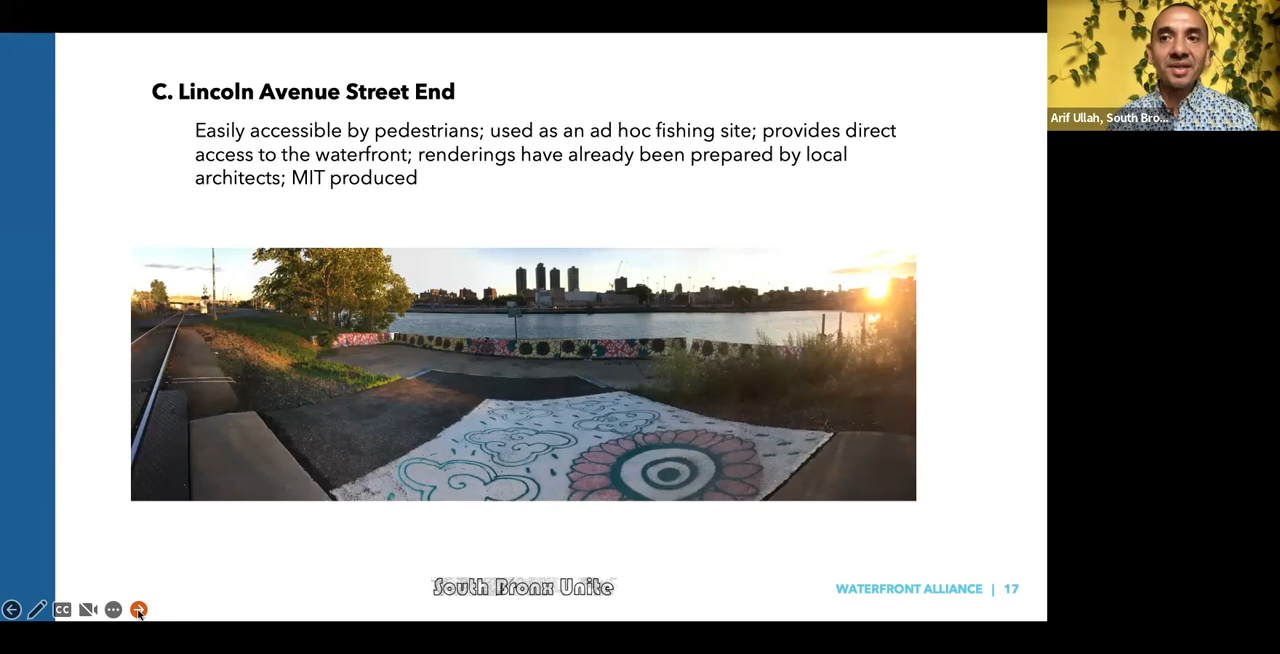 C. Lincoln Avenue Street End
Easily accessible by pedestrians; used as an ad hoc fishing site; provides direct
access to the waterfront; renderings have already been prepared by local
architects; MIT produced
Arif Ullah, South Bro...
South Bronx Unite
WATERFRONT ALLIANCE | 17
CC